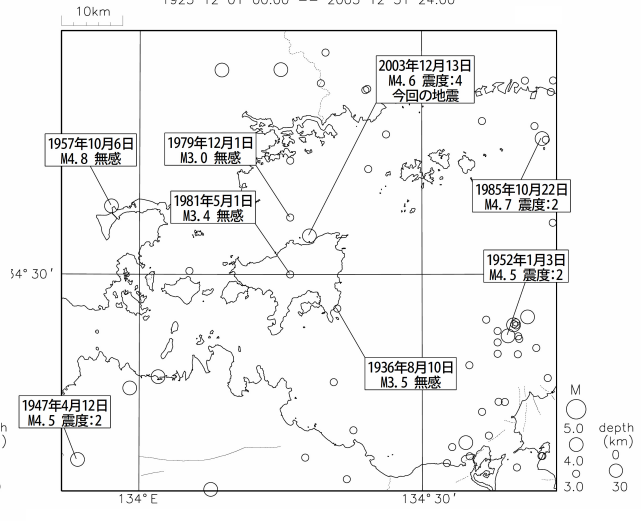 10km
2003年12月13日
M4.6 震度:4
今回の地震
1957年10月6日
M4.8 無感
1979年12月1日
M3.0 無感
1981年5月1日
M3.4 無感
1985年10月22日
M4.7 震度:2
1952年1月3日
M4.5 震度:2
34°30′
1936年8月10日
M3.5 無感
1947年4月12日
M4.5 震度:2
M
5.0
4.0
3.0
depth
(km)
0
30
134°E
134°30′